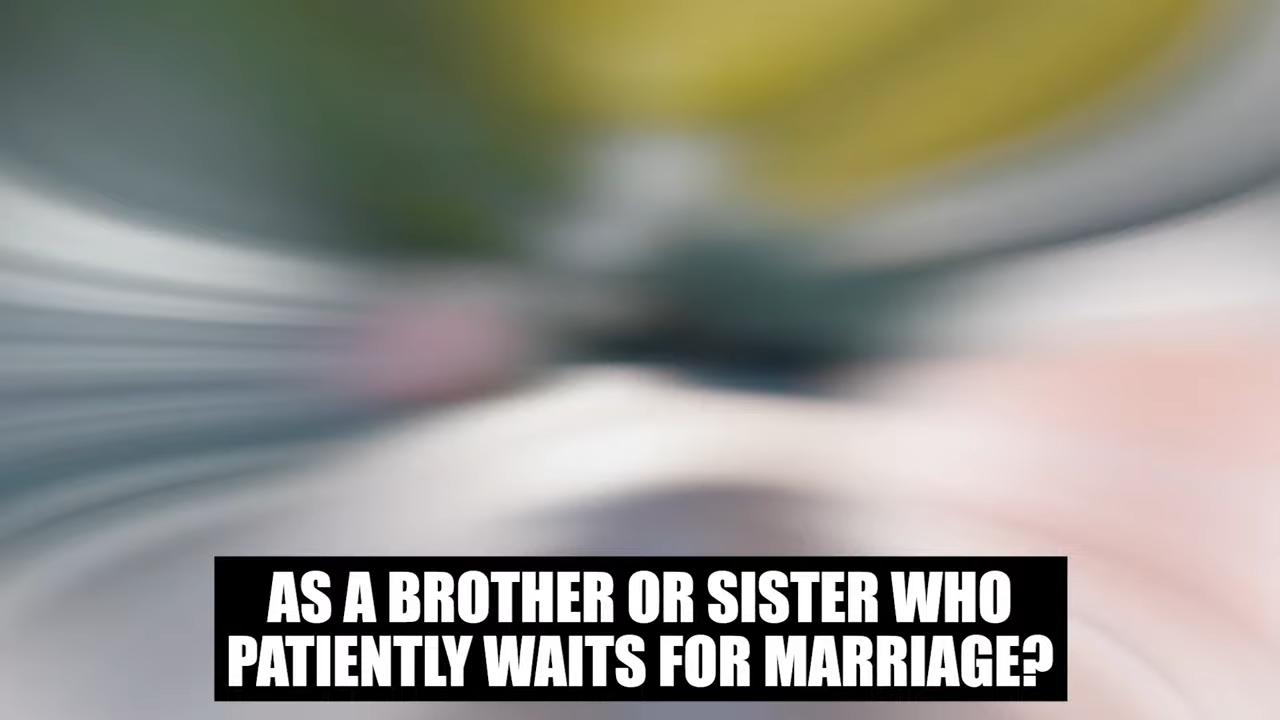 AS A BROTHER OR SISTER WHO
PATIENTLY WAITS FOR MARRIAGE?